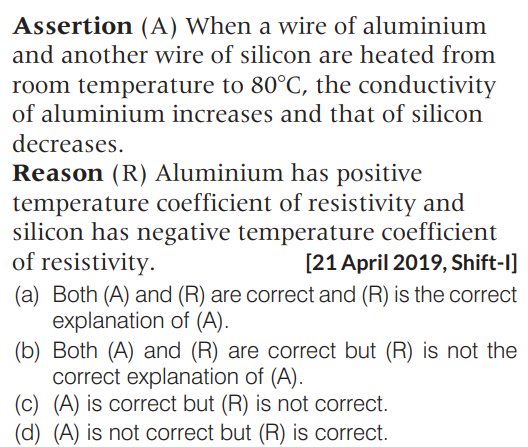 Assertion (A) When a wire of aluminium
and another wire of silicon are heated from
room temperature to 80°C, the conductivity
of aluminium increases and that of silicon
decreases.
Reason (R) Aluminium has positive
temperature coefficient of resistivity and
silicon has negative temperature coefficient
of resistivity. [21 April 2019, Shift-I]
(a) Both (A) and (R) are correct and (R) is the correct
explanation of (A).
(b) Both (A) and (R) are correct but (R) is not the
correct explanation of (A).
(c) (A) is correct but (R) is not correct.
(d) (A) is not correct but (R) is correct.